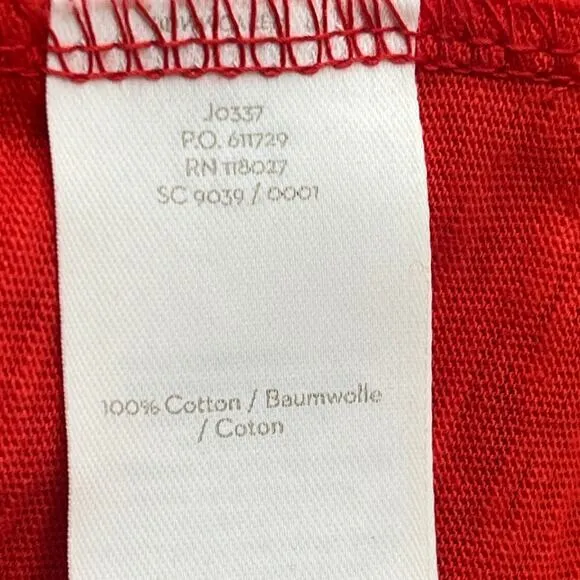 J0337
P.O. 611729
RN 118027
SC 9039 / 0001
100% Cotton / Baumwolle
/ Coton